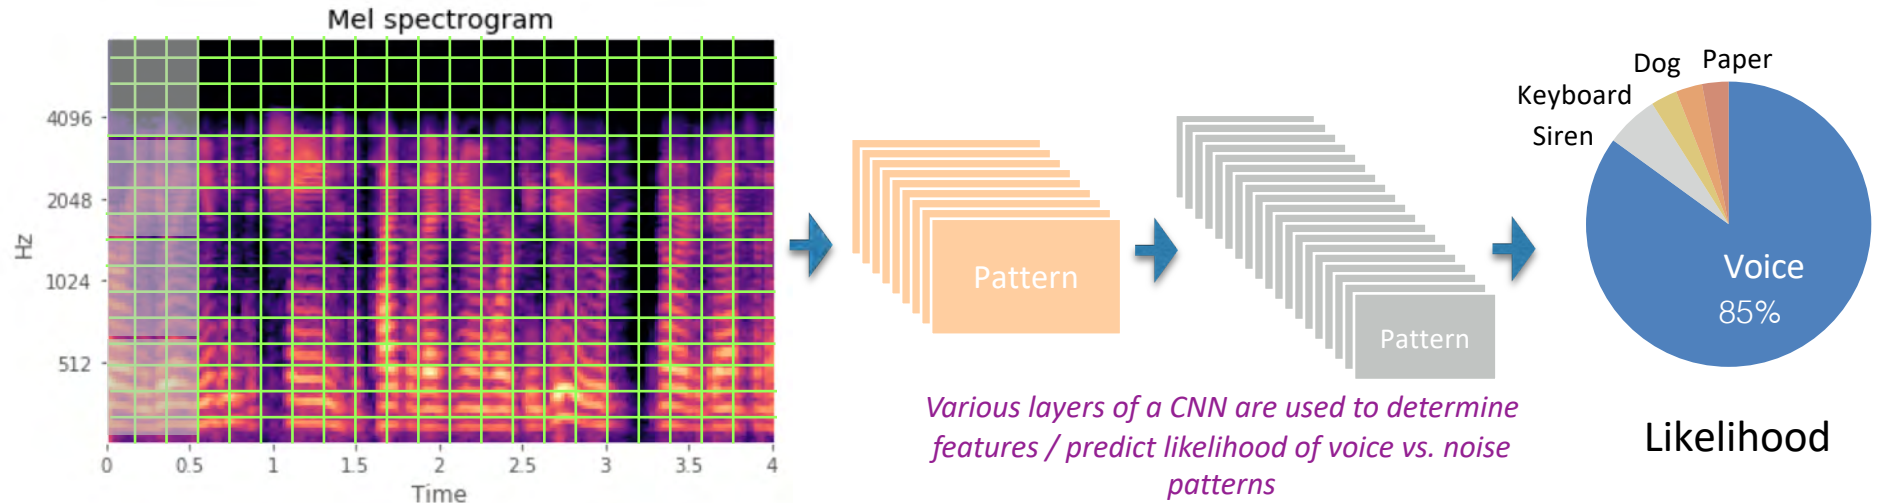 Mel spectrogram
Hz
4096
2048
1024
512
0 0.5 1 1.5 2 2.5 3 3.5 4
Time
Pattern
Pattern
Various layers of a CNN are used to determine
features / predict likelihood of voice vs. noise
patterns
Dog Paper
Keyboard
Siren
Voice
85%
Likelihood